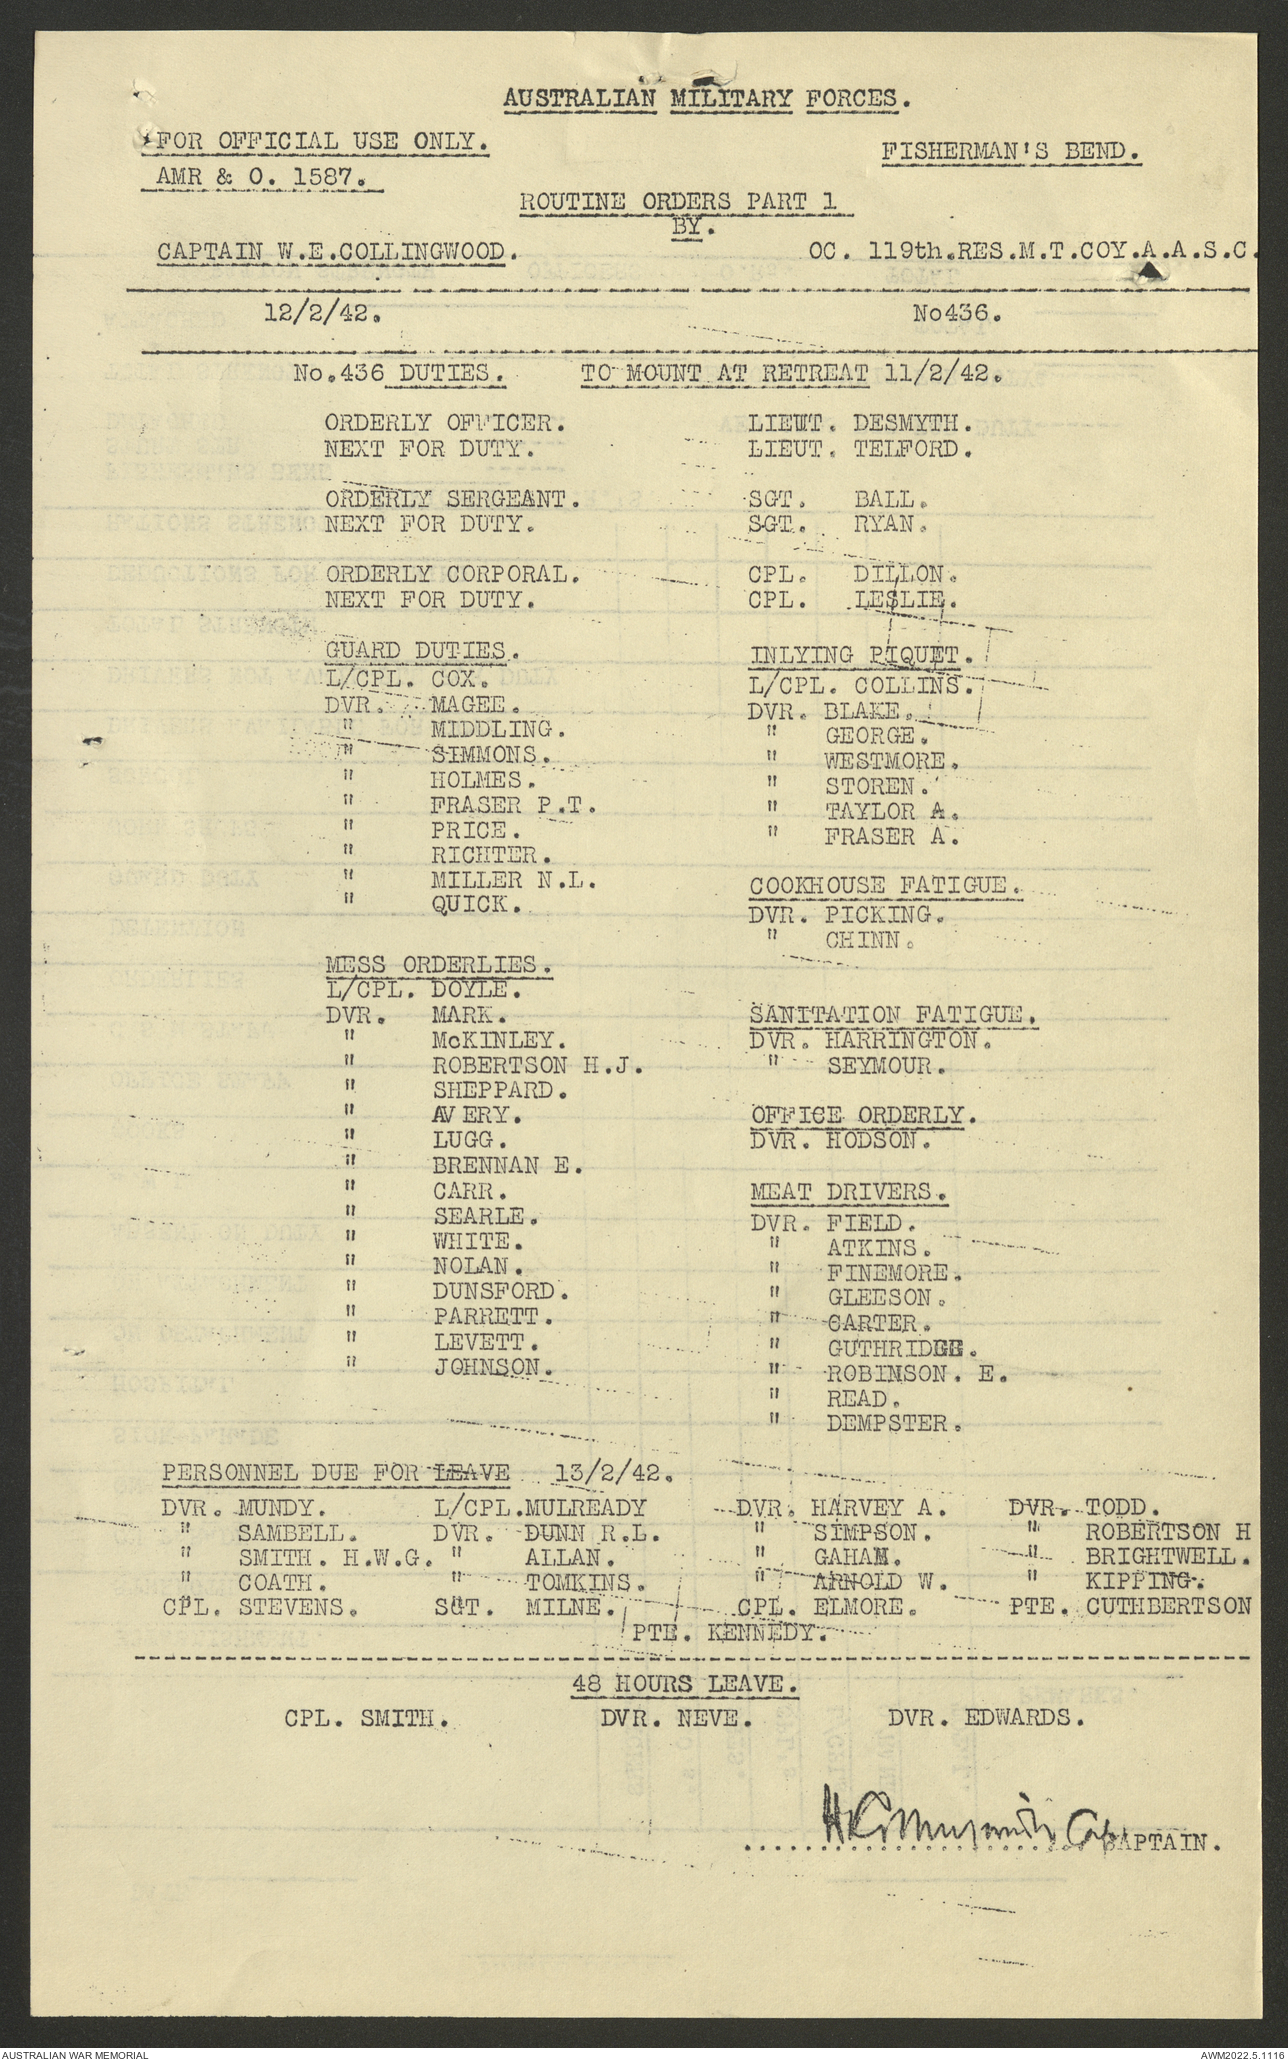 AUSTRALIAN MILITARY FORCES.
FOR OFFICIAL USE ONLY.
FISHERMAN'S BEND.
AMR & O. 1587.
ROUTINE ORDERS PART 1
BY.
CAPTAIN W.E.COLLINGWOOD. OC. 119th.RES.M.T.COY.A.A.S.C.
12/2/42. No436.
No.436 DUTIES. TO MOUNT AT RETREAT 11/2/42.
ORDERLY OFFICER. LIEUT. DESMYTH.
NEXT FOR DUTY. LIEUT. TELFORD.
ORDERLY SERGEANT. SGT. BALL.
NEXT FOR DUTY. SGT. RYAN.
ORDERLY CORPORAL. CPL. DILLON.
NEXT FOR DUTY. CPL. LESLIE.
GUARD DUTIES.
L/CPL. COX.
DVR. MAGEE.
" MIDDLING.
" SIMMONS.
" HOLMES.
" FRASER P.T.
" PRICE.
" RICHTER.
" MILLER N.L.
" QUICK.
MESS ORDERLIES.
L/CPL. DOYLE.
DVR. MARK.
" McKINLEY.
" ROBERTSON H.J.
" SHEPPARD.
" AVERY.
" LUGG.
" BRENNAN E.
" CARR.
" SEARLE.
" WHITE.
" NOLAN.
" DUNSFORD.
" PARRETT.
" LEVETT.
" JOHNSON.
INLYING PIQUET.
L/CPL. COLLINS.
DVR. BLAKE.
" GEORGE.
" WESTMORE.
" STOREN.
" TAYLOR A.
" FRASER A.
COOKHOUSE FATIGUE.
DVR. PICKING.
" CHINN.
SANITATION FATIGUE.
DVR. HARRINGTON.
" SEYMOUR.
OFFICE ORDERLY.
DVR. HODSON.
MEAT DRIVERS.
DVR. FIELD.
" ATKINS.
" FINEMORE.
" GLEESON.
" CARTER.
" GUTHRIDGE.
" ROBINSON. E.
" READ.
" DEMPSTER.
PERSONNEL DUE FOR LEAVE 13/2/42.
DVR. MUNDY. L/CPL.MULREADY DVR. HARVEY A. DVR. TODD.
" SAMBELL. DVR. DUNN R.L. " SIMPSON. " ROBERTSON H
" SMITH. H.W.G. " ALLAN. " GAHAN. " BRIGHTWELL.
" COATH. " TOMKINS. " ARNOLD W. " KIPPING.
CPL. STEVENS. SGT. MILNE. CPL. ELMORE. PTE. CUTHBERTSON
PTE. KENNEDY.
48 HOURS LEAVE.
CPL. SMITH. DVR. NEVE. DVR. EDWARDS.
CAPTAIN.
AUSTRALIAN WAR MEMORIAL AWM2022.5.1116